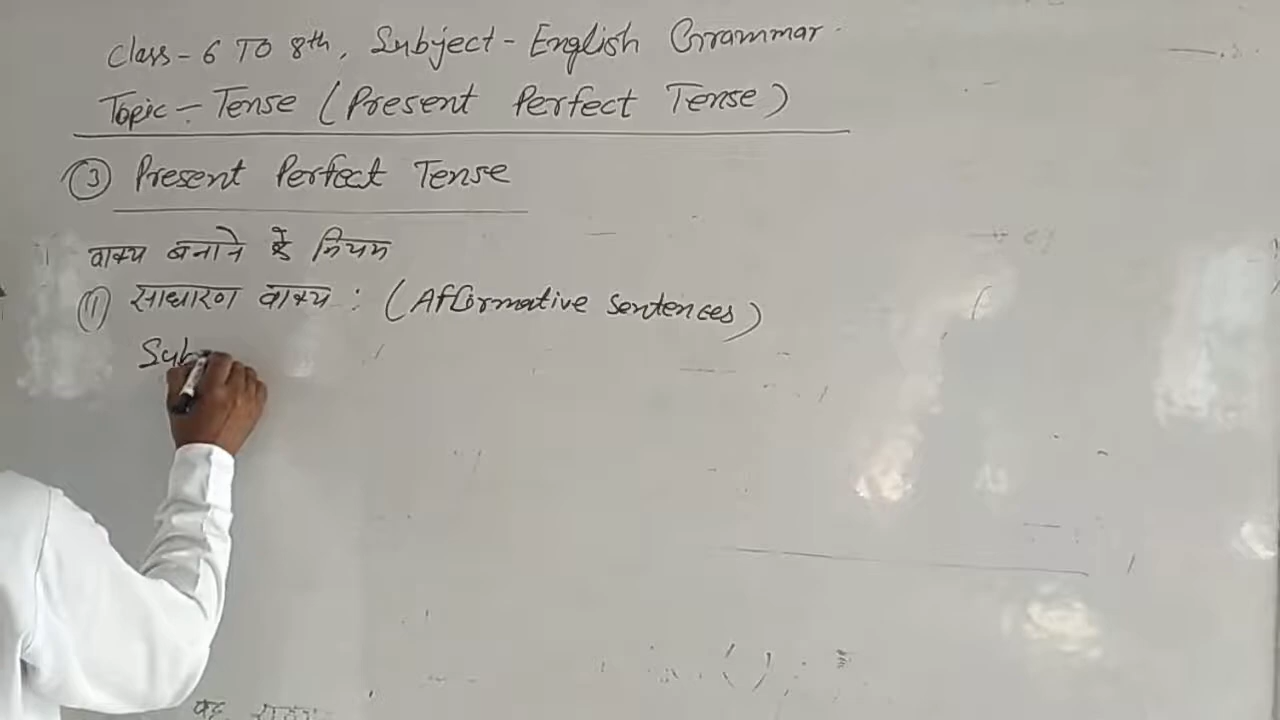 Class - 6 TO 8th, Subject - English Grammar
Topic - Tense (Present Perfect Tense)
③ Present Perfect Tense
वाक्य बनाने के नियम
(1) साधारण वाक्य : (Affirmative Sentences)
Sub